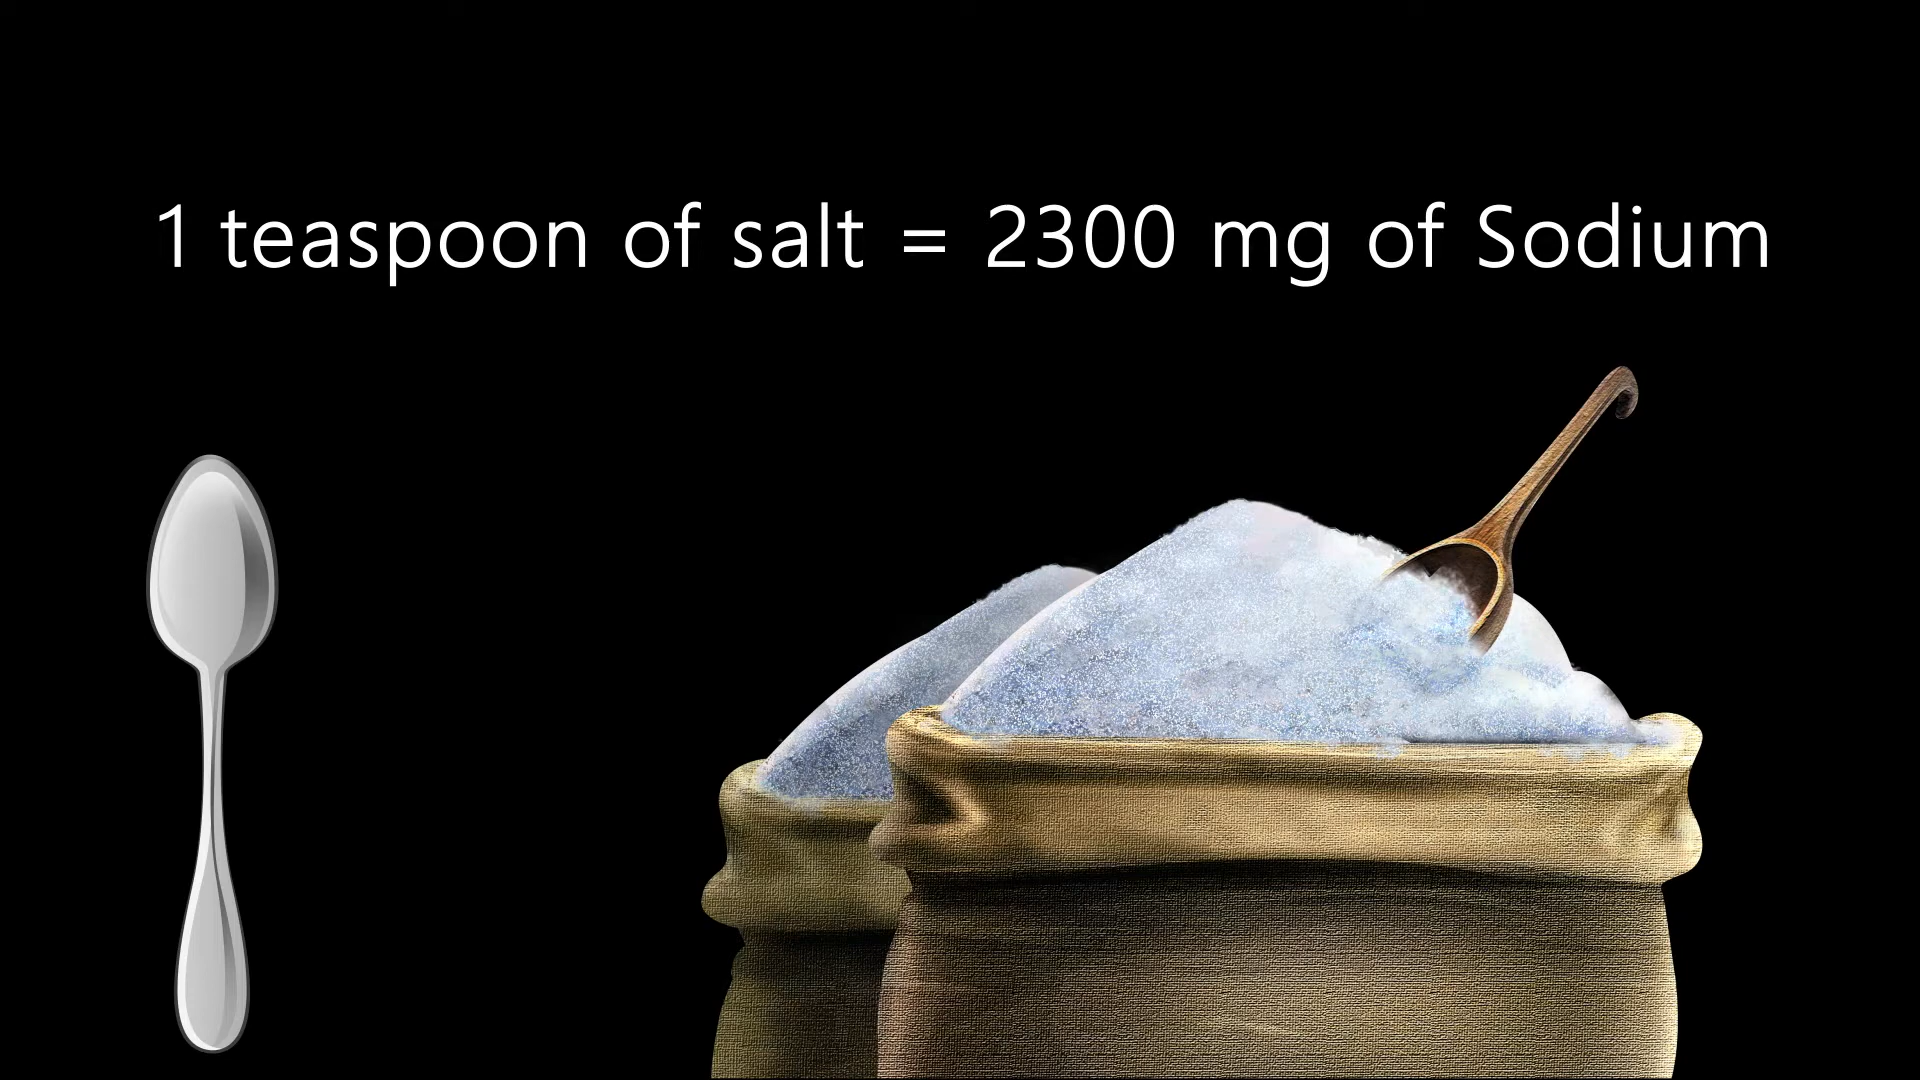 1 teaspoon of salt = 2300 mg of Sodium